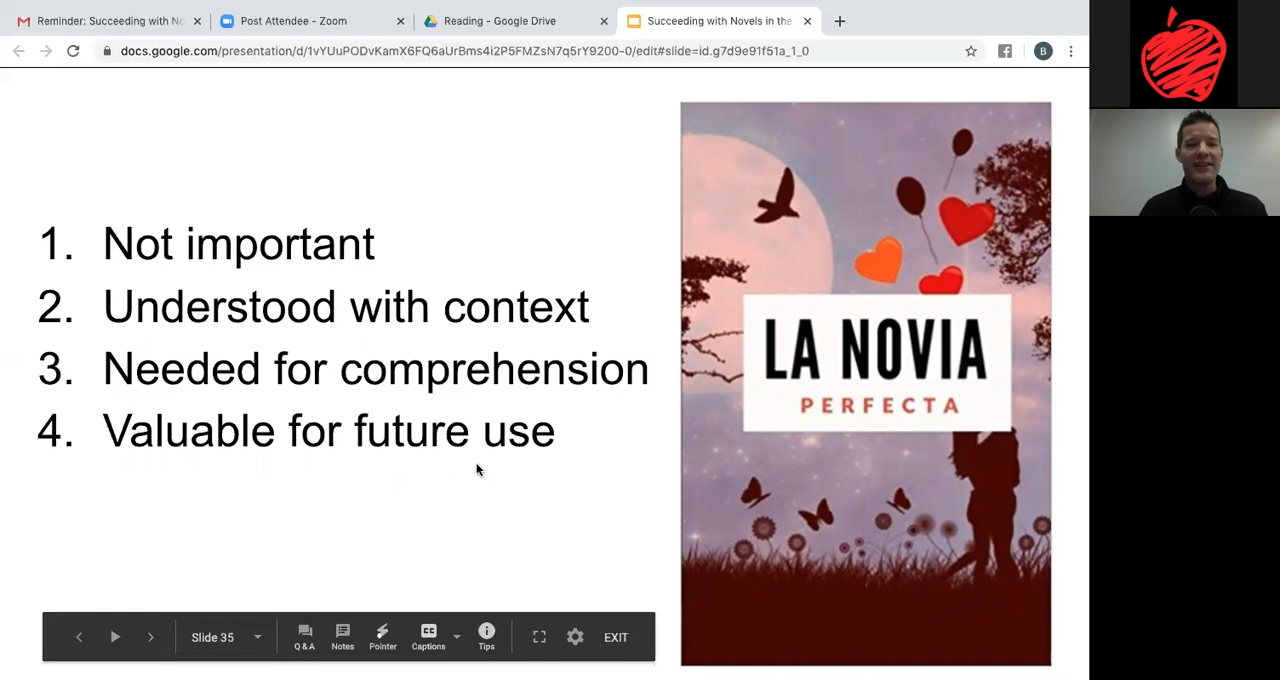 Reminder: Succeeding with No
Post Attendee - Zoom
Reading - Google Drive
Succeeding with Novels in the
docs.google.com/presentation/d/1vYUuPODvKamX6FQ6aUrBms4i2P5FMZsN7q5rY9200-0/edit#slide=id.g7d9e91f51a_1_0
B
1. Not important
2. Understood with context
3. Needed for comprehension
4. Valuable for future use
LA NOVIA
PERFECTA
Slide 35
Q & A
Notes
Pointer
CC
Captions
Tips
EXIT